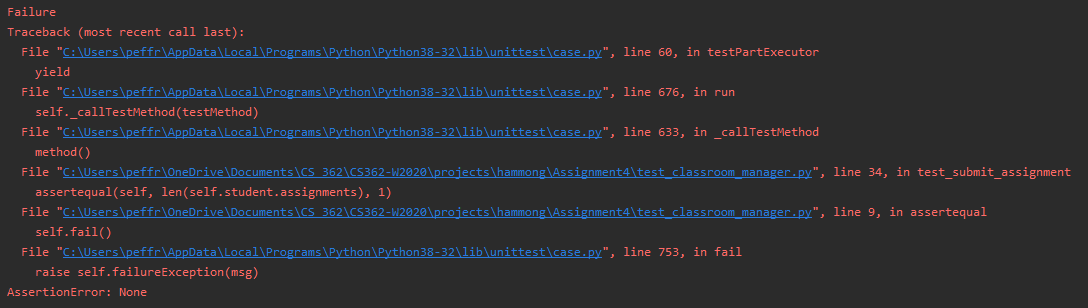 Failure
Traceback (most recent call last):
  File "C:\Users\peffr\AppData\Local\Programs\Python\Python38-32\lib\unittest\case.py", line 60, in testPartExecutor
    yield
  File "C:\Users\peffr\AppData\Local\Programs\Python\Python38-32\lib\unittest\case.py", line 676, in run
    self._callTestMethod(testMethod)
  File "C:\Users\peffr\AppData\Local\Programs\Python\Python38-32\lib\unittest\case.py", line 633, in _callTestMethod
    method()
  File "C:\Users\peffr\OneDrive\Documents\CS 362\CS362-W2020\projects\hammong\Assignment4\test_classroom_manager.py", line 34, in test_submit_assignment
    assertequal(self, len(self.student.assignments), 1)
  File "C:\Users\peffr\OneDrive\Documents\CS 362\CS362-W2020\projects\hammong\Assignment4\test_classroom_manager.py", line 9, in assertequal
    self.fail()
  File "C:\Users\peffr\AppData\Local\Programs\Python\Python38-32\lib\unittest\case.py", line 753, in fail
    raise self.failureException(msg)
AssertionError: None